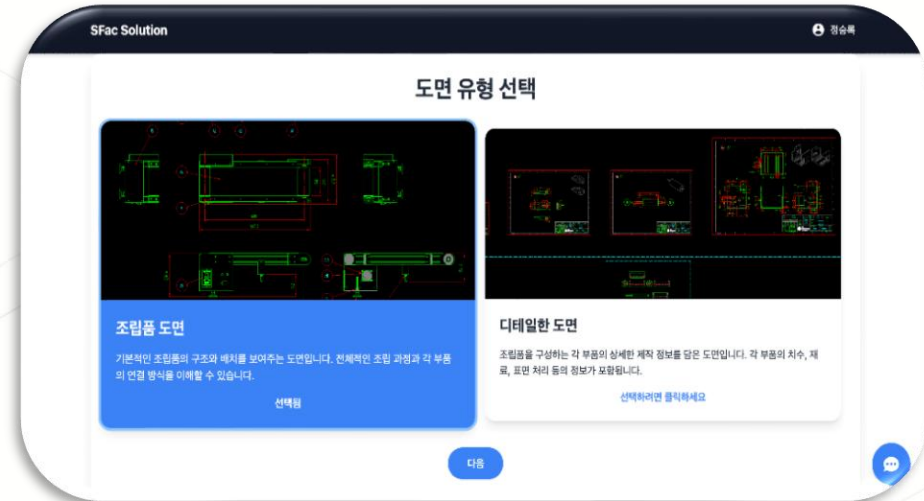 SFac Solution
정승록
도면 유형 선택
조립품 도면
기본적인 조립품의 구조와 배치를 보여주는 도면입니다. 전체적인 조립 과정과 각 부품
의 연결 방식을 이해할 수 있습니다.
선택됨
디테일한 도면
조립품을 구성하는 각 부품의 상세한 제작 정보를 담은 도면입니다. 각 부품의 치수, 재
료, 표면 처리 등의 정보가 포함됩니다.
선택하려면 클릭하세요
다음